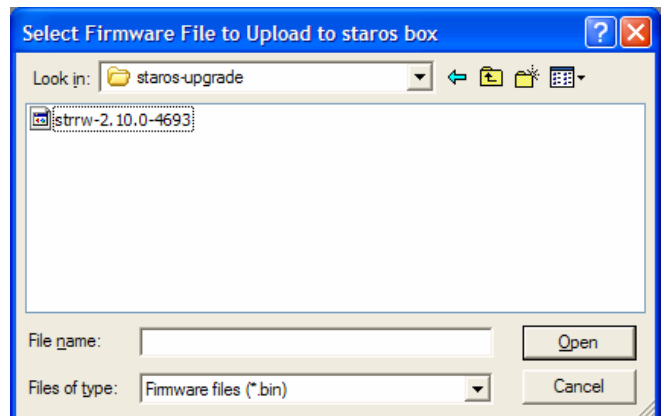 Select Firmware File to Upload to staros box
Look in: staros-upgrade
strrw-2.10.0-4693
File name:
Open
Files of type: Firmware files (*.bin)
Cancel